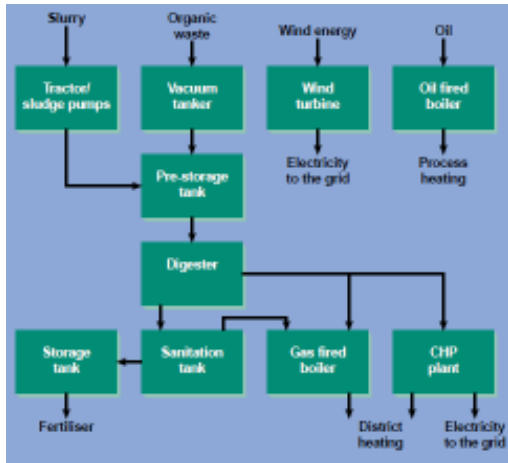 Slurry
Organic
waste
Wind energy
Oil
Tractor/
sludge pumps
Vacuum
tanker
Wind
turbine
Oil fired
boiler
Electricity
to the grid
Process
heating
Pre-storage
tank
Digester
Storage
tank
Sanitation
tank
Gas fired
boiler
CHP
plant
Fertiliser
District
heating
Electricity
to the grid